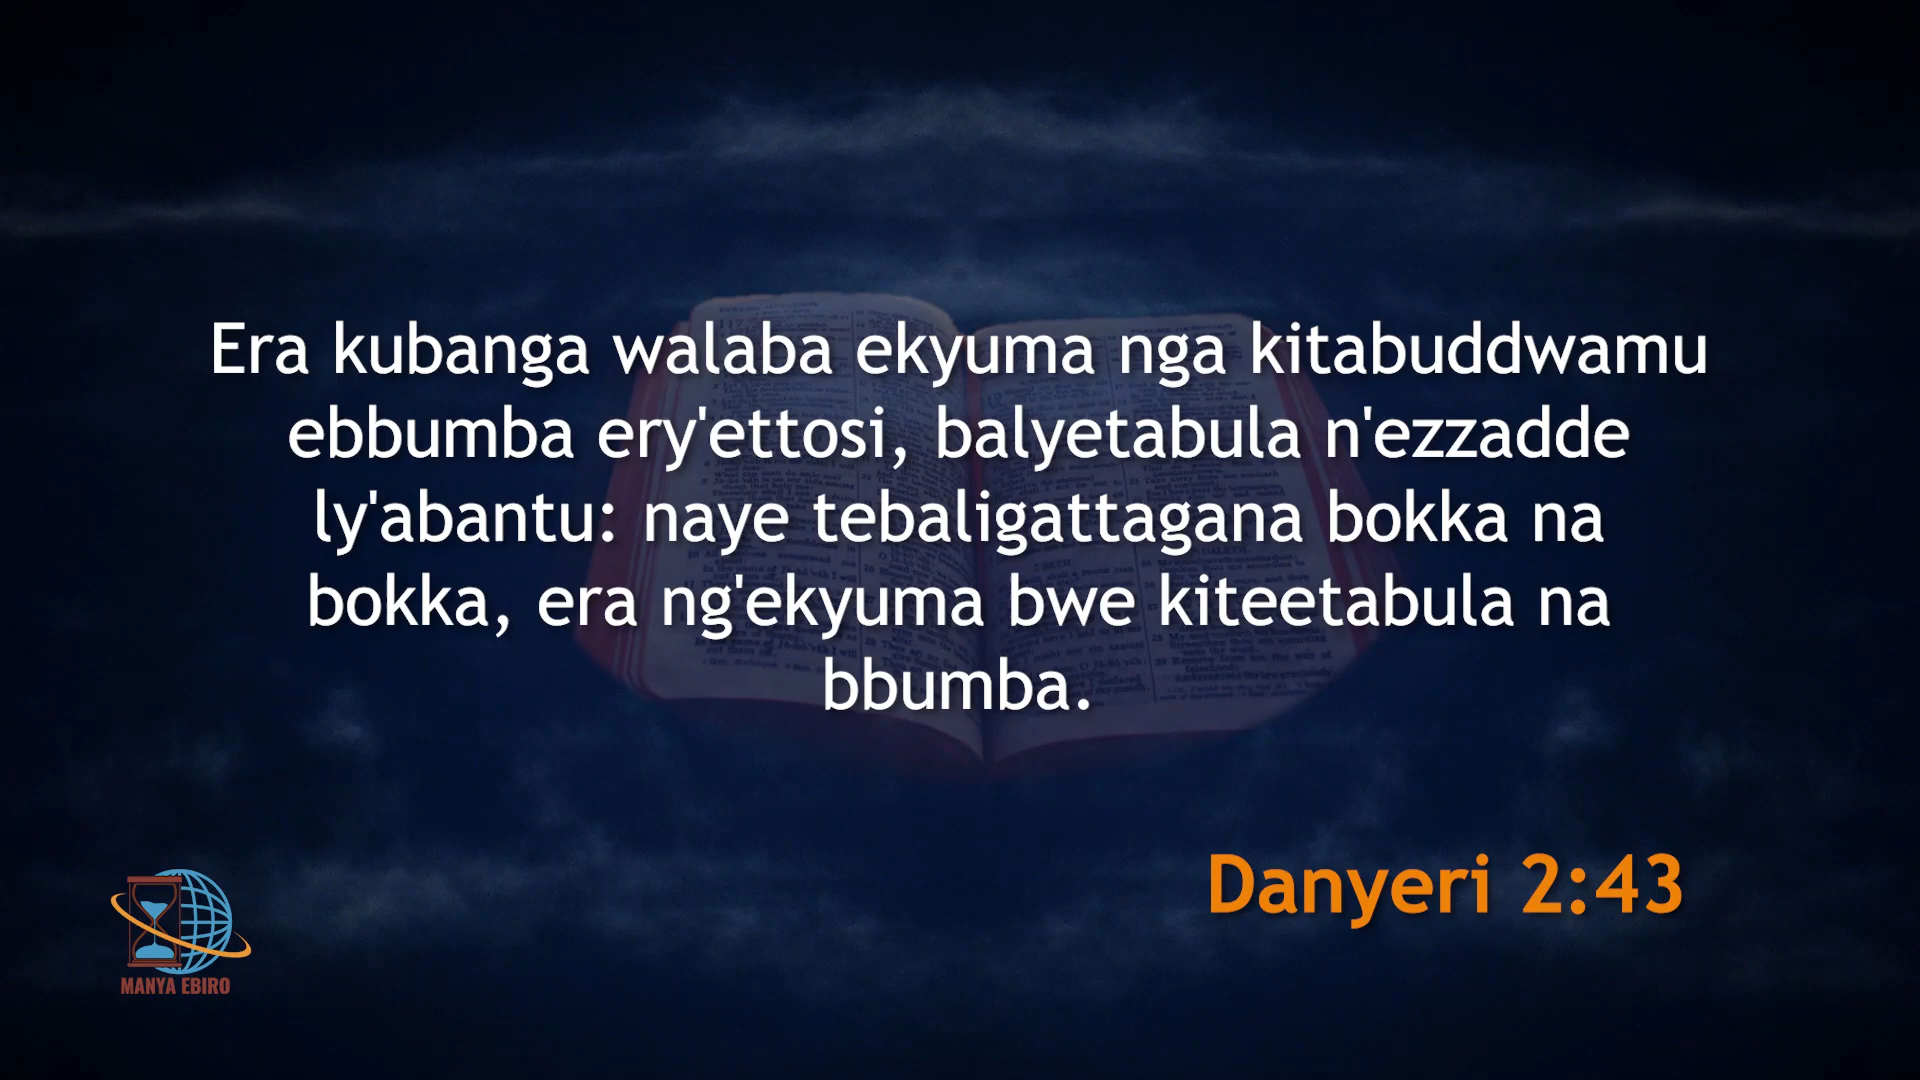 Era kubanga walaba ekyuma nga kitabuddwamu
ebbumba ery'ettosi, balyetabula n'ezzadde
ly'abantu: naye tebaligattagana bokka na
bokka, era ng'ekyuma bwe kiteetabula na
bbumba.
Danyeri 2:43
MANYA EBIRO